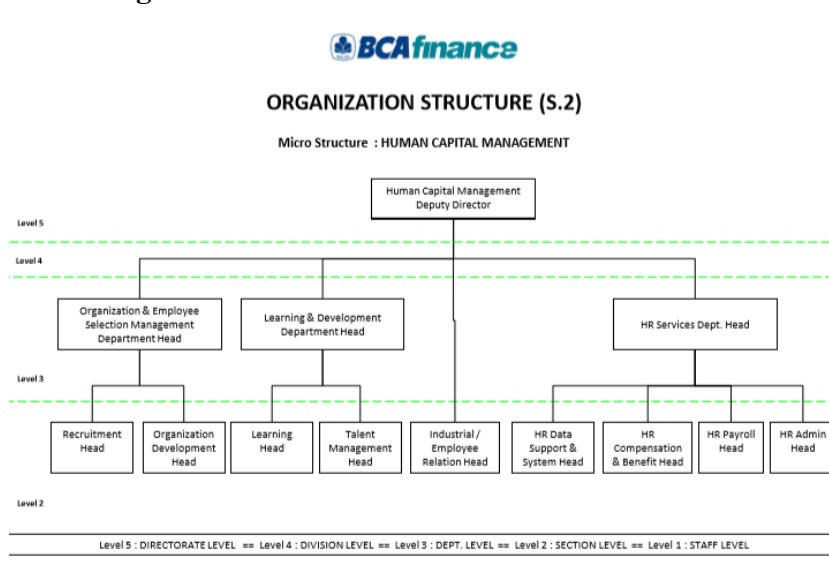 BCA finance
ORGANIZATION STRUCTURE (S.2)
Micro Structure : HUMAN CAPITAL MANAGEMENT
Human Capital Management
Deputy Director
Level 5
Level 4
Organization & Employee
Selection Management
Department Head
Learning & Development
Department Head
HR Services Dept. Head
Level 3
Recruitment
Head
Organization
Development
Head
Learning
Head
Talent
Management
Head
Industrial /
Employee
Relation Head
HR Data
Support &
System Head
HR
Compensation
& Benefit Head
HR Payroll
Head
HR Admin
Head
Level 2
Level 5 : DIRECTORATE LEVEL == Level 4 : DIVISION LEVEL == Level 3 : DEPT. LEVEL == Level 2 : SECTION LEVEL == Level 1 : STAFF LEVEL